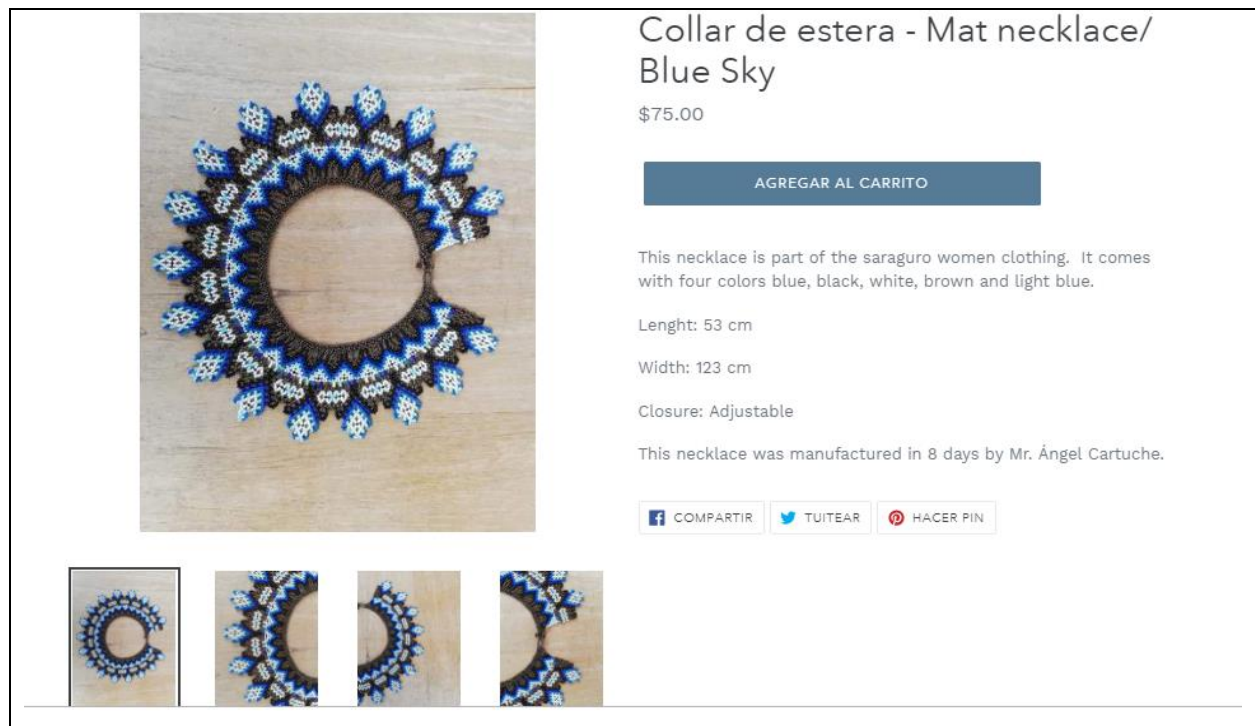 Collar de estera - Mat necklace/
Blue Sky
$75.00
AGREGAR AL CARRITO
This necklace is part of the saraguro women clothing. It comes
with four colors blue, black, white, brown and light blue.
Lenght: 53 cm
Width: 123 cm
Closure: Adjustable
This necklace was manufactured in 8 days by Mr. Ángel Cartuche.
COMPARTIR TUITEAR HACER PIN